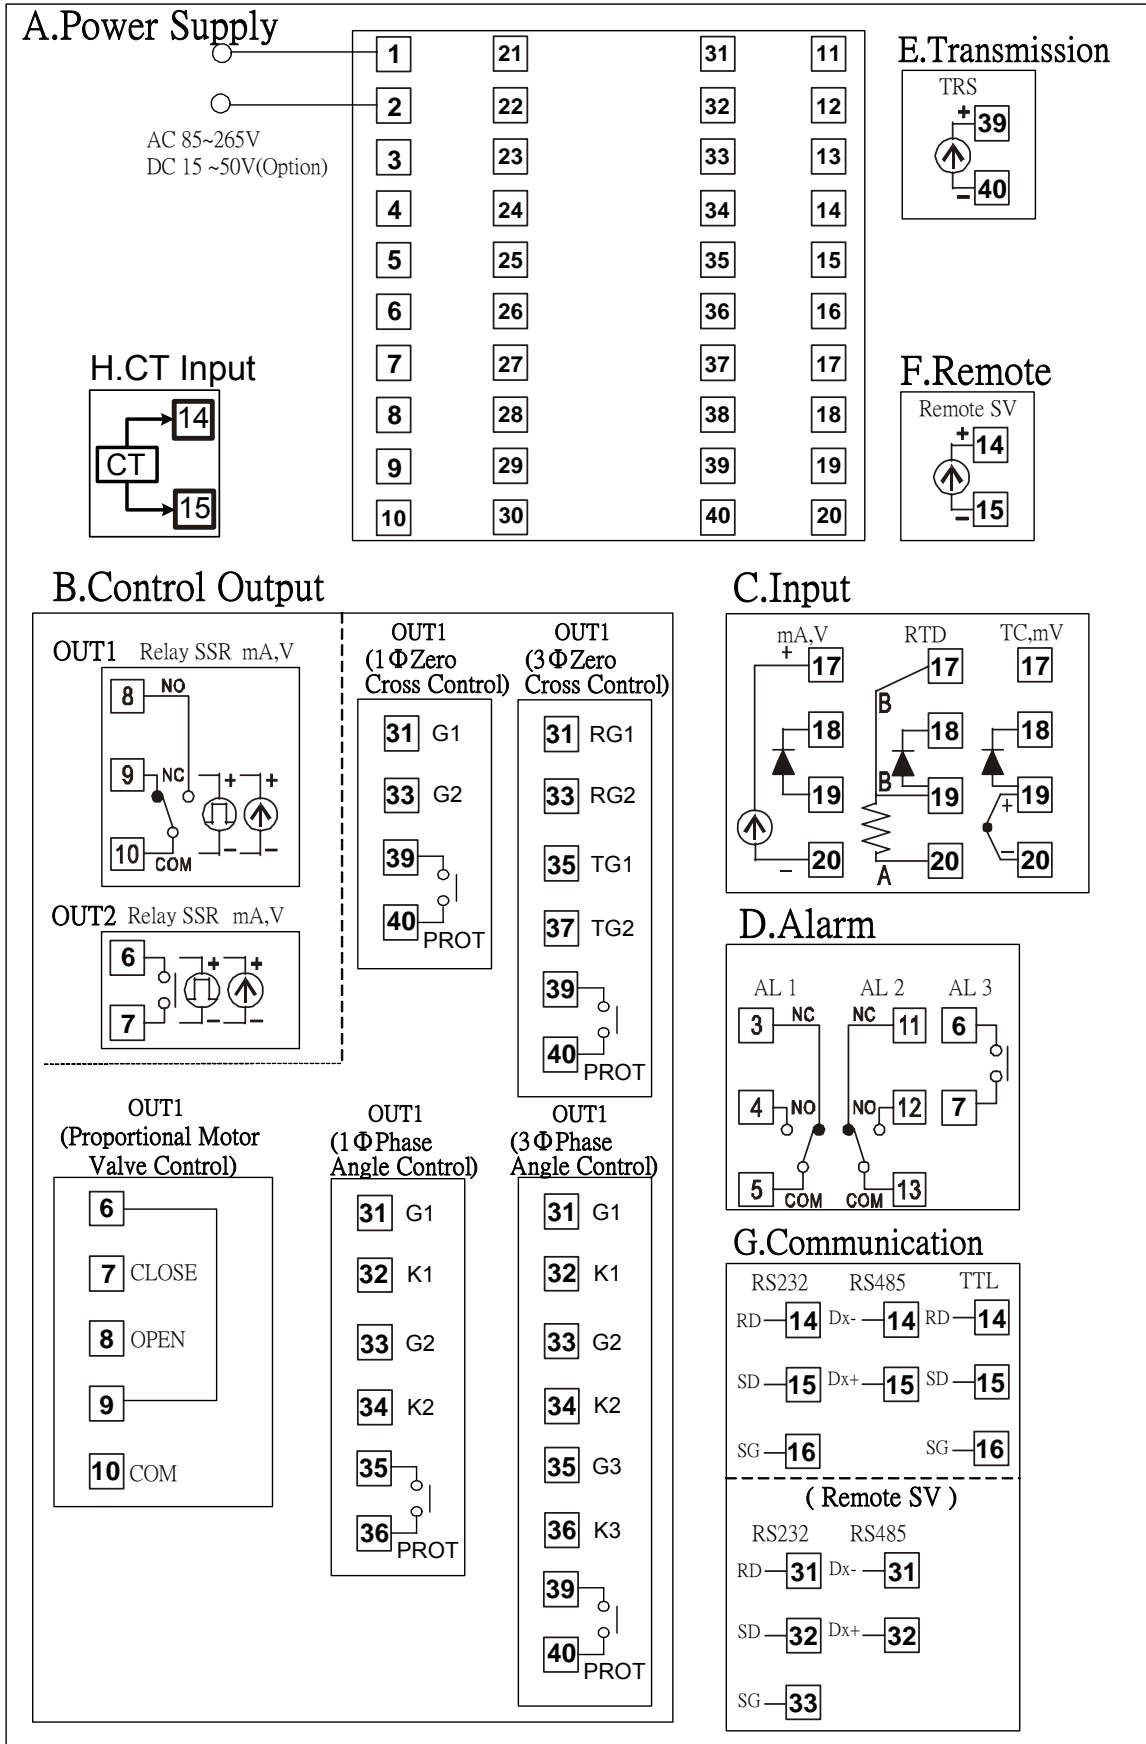 A.Power Supply
AC 85~265V
DC 15 ~50V(Option)
1 21 31 11
2 22 32 12
3 23 33 13
4 24 34 14
5 25 35 15
6 26 36 16
7 27 37 17
8 28 38 18
9 29 39 19
10 30 40 20
E.Transmission
TRS
+ 39
− 40
H.CT Input
14
CT
15
F.Remote
Remote SV
+ 14
− 15
B.Control Output
OUT1 Relay SSR mA,V
8 NO
9 NC + +
10 COM − −
OUT2 Relay SSR mA,V
6 + +
7 − −
OUT1
(1ΦZero
Cross Control)
31 G1
33 G2
39
40 PROT
OUT1
(3ΦZero
Cross Control)
31 RG1
33 RG2
35 TG1
37 TG2
39
40 PROT
OUT1
(Proportional Motor
Valve Control)
6
7 CLOSE
8 OPEN
9
10 COM
OUT1
(1ΦPhase
Angle Control)
31 G1
32 K1
33 G2
34 K2
35
36 PROT
OUT1
(3ΦPhase
Angle Control)
31 G1
32 K1
33 G2
34 K2
35 G3
36 K3
39
40 PROT
C.Input
mA,V RTD TC,mV
+ 17 17 17
B
18 18 18
B
19 19 + 19
− 20 A 20 − 20
D.Alarm
AL 1 AL 2 AL 3
3 NC NC 11 6
4 NO NO 12 7
5 COM COM 13
G.Communication
RS232 RS485 TTL
RD 14 Dx- 14 RD 14
SD 15 Dx+ 15 SD 15
SG 16 SG 16
( Remote SV )
RS232 RS485
RD 31 Dx- 31
SD 32 Dx+ 32
SG 33